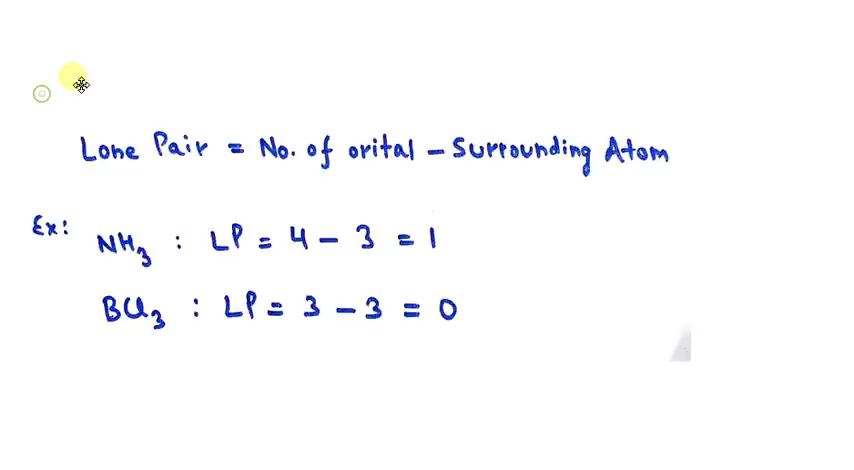 Lone Pair = No. of orital - Surrounding Atom
Ex: NH₃ : LP = 4 - 3 = 1
BCl₃ : LP = 3 - 3 = 0